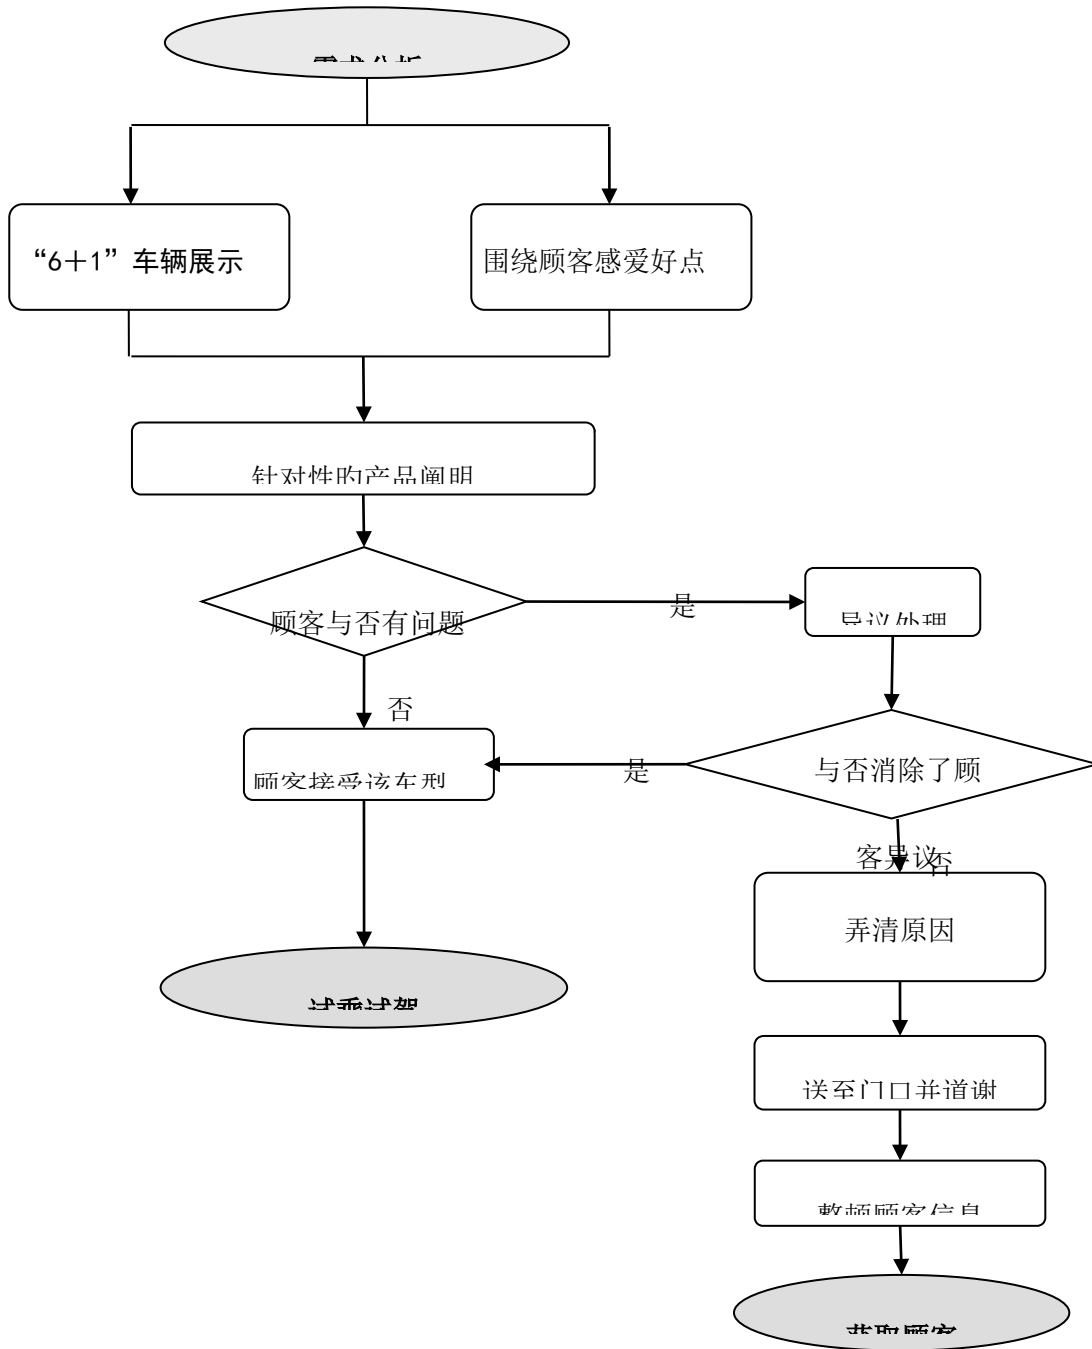 需求分析
“6+1”车辆展示
围绕顾客感爱好点
针对性旳产品阐明
顾客与否有问题
是
异议处理
否
顾客接受该车型
是
与否消除了顾
客异议
否
弄清原因
试乘试驾
送至门口并道谢
整顿顾客信息
获取顾客